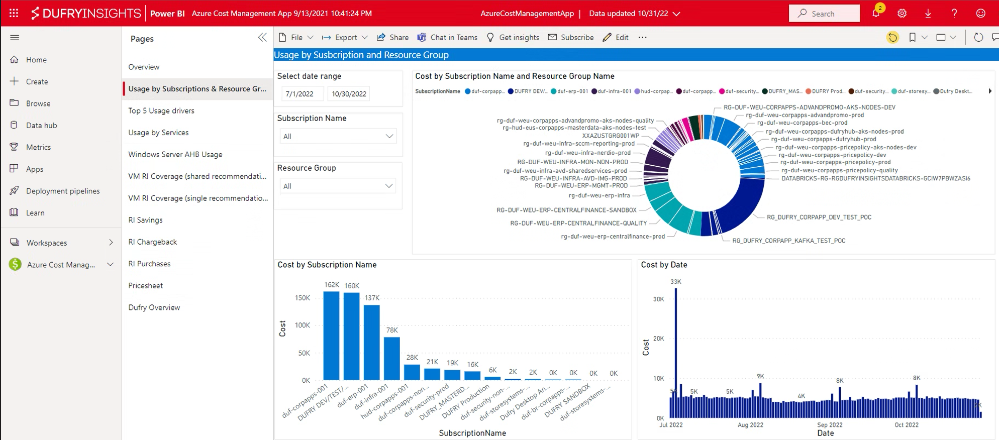 DUFRYINSIGHTS Power BI Azure Cost Management App 9/13/2021 10:41:24 PM AzureCostManagementApp | Data updated 10/31/22 Search 2
Pages
File Export Share Chat in Teams Get insights Subscribe Edit
Home
Create
Browse
Data hub
Metrics
Apps
Deployment pipelines
Learn
Workspaces
Azure Cost Manag...
Overview
Usage by Subscriptions & Resource Gr...
Top 5 Usage drivers
Usage by Services
Windows Server AHB Usage
VM RI Coverage (shared recommendati...
VM RI Coverage (single recommendatio...
RI Savings
RI Chargeback
RI Purchases
Pricesheet
Dufry Overview
Usage by Susbcription and Resource Group
Select date range
7/1/2022 10/30/2022
Subscription Name
All
Resource Group
All
Cost by Subscription Name and Resource Group Name
SubscriptionName duf-corpapp... DUFRY DEV/... duf-erp-001 duf-infra-001 hud-corpap... duf-corpapp... duf-security... DUFRY_MAS... DUFRY Prod... duf-security... duf-storesy... Dufry Deskt...
RG-DUF-WEU-CORPAPPS-ADVANDPROMO-AKS-NODES-DEV
rg-duf-weu-corpapps-advandpromo-prod
rg-duf-weu-corpapps-bec-prod
rg-duf-weu-corpapps-dufryhub-aks-nodes-prod
rg-duf-weu-corpapps-dufryhub-prod
rg-duf-weu-corpapps-pricepolicy-aks-nodes-dev
rg-duf-weu-corpapps-pricepolicy-dev
rg-duf-weu-corpapps-pricepolicy-prod
rg-duf-weu-corpapps-pricepolicy-quality
DATABRICKS-RG-RGDUFRYINSIGHTSDATABRICKS-GCIW7PBWZASI6
RG_DUFRY_CORPAPP_DEV_TEST_POC
RG_DUFRY_CORPAPP_KAFKA_TEST_POC
rg-duf-weu-corpapps-advandpromo-aks-nodes-quality
rg-hud-eus-corpapps-masterdata-aks-nodes-test
XXAZUSTGRG001WP
rg-duf-weu-infra-sccm-reporting-prod
rg-duf-weu-infra-nerdio-prod
RG-DUF-WEU-INFRA-MON-NON-PROD
rg-duf-weu-infra-avd-sharedservices-prod
RG-DUF-WEU-INFRA-AVD-IMG-PROD
RG-DUF-WEU-ERP-MGMT-PROD
rg-duf-weu-erp-infra
RG-DUF-WEU-ERP-CENTRALFINANCE-SANDBOX
RG-DUF-WEU-ERP-CENTRALFINANCE-QUALITY
rg-duf-weu-erp-centralfinance-prod
Cost by Subscription Name
Cost
150K
100K
50K
0K
162K 160K 137K 78K 28K 21K 19K 16K 6K 2K 2K 0K 0K 0K 0K
duf-corpapps-001
DUFRY DEV/TEST/...
duf-erp-001
duf-infra-001
hud-corpapps-001
duf-corpapps-non...
duf-security-prod
DUFRY_MASTERD...
DUFRY Production
duf-security-non-...
duf-storesystems-...
Dufry Desktop An...
duf-br-corpapps-...
DUFRY SANDBOX
duf-storesystems-...
SubscriptionName
Cost by Date
Cost
30K
20K
10K
0K
33K
5K 5K 5K 9K 4K 8K 8K 2K
Jul 2022 Aug 2022 Sep 2022 Oct 2022
Date